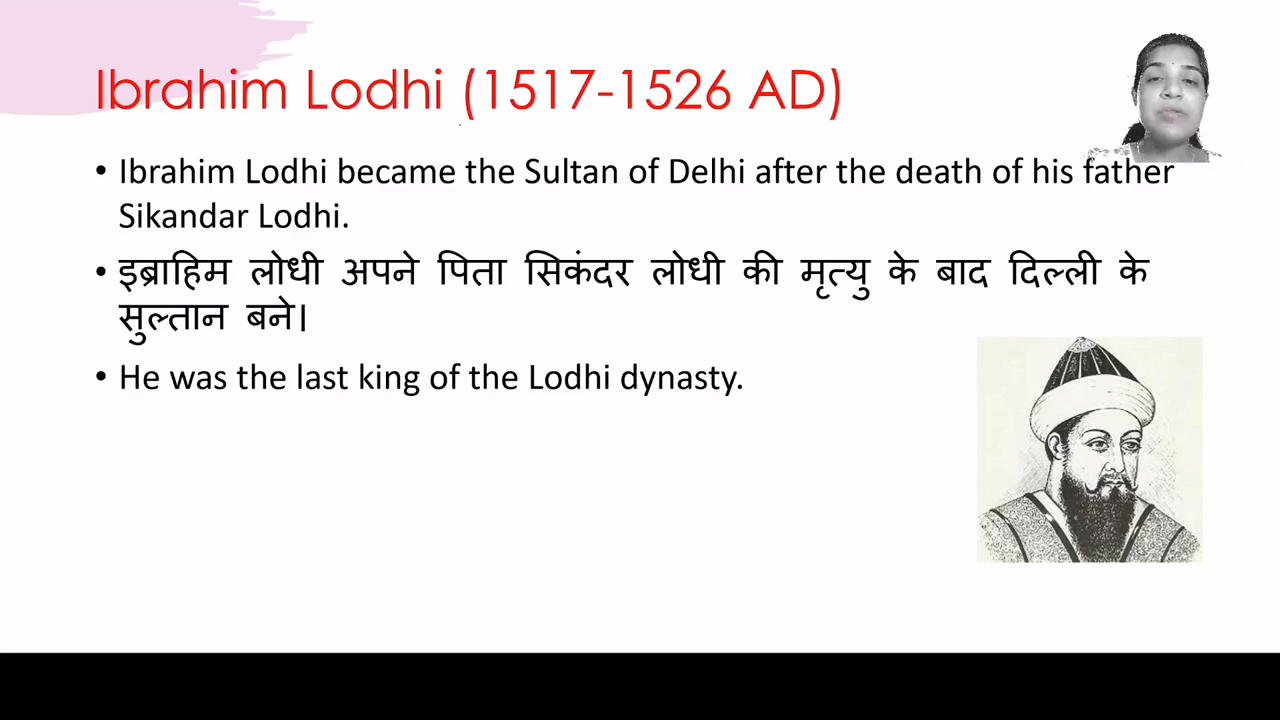 Ibrahim Lodhi (1517-1526 AD)
• Ibrahim Lodhi became the Sultan of Delhi after the death of his father
Sikandar Lodhi.
• इब्राहिम लोधी अपने पिता सिकंदर लोधी की मृत्यु के बाद दिल्ली के
सुल्तान बने।
• He was the last king of the Lodhi dynasty.